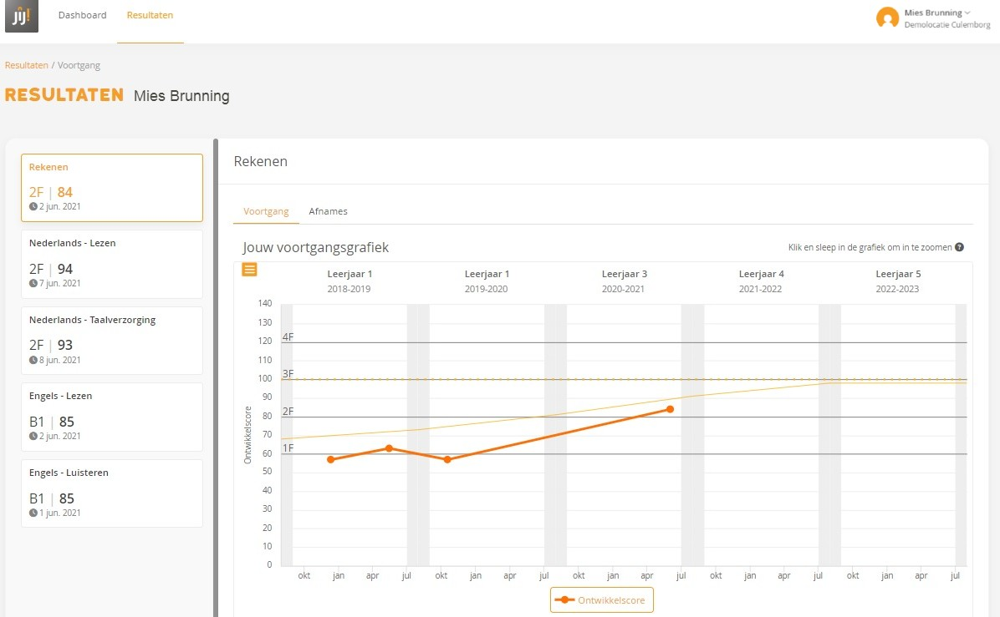 jij!
Dashboard Resultaten
Mies Brunning
Demolocatie Culemborg
Resultaten / Voortgang
RESULTATEN Mies Brunning
Rekenen
2F | 84
2 jun. 2021
Nederlands - Lezen
2F | 94
7 jun. 2021
Nederlands - Taalverzorging
2F | 93
8 jun. 2021
Engels - Lezen
B1 | 85
2 jun. 2021
Engels - Luisteren
B1 | 85
1 jun. 2021
Rekenen
Voortgang Afnames
Jouw voortgangsgrafiek
Klik en sleep in de grafiek om in te zoomen ?
Leerjaar 1 Leerjaar 1 Leerjaar 3 Leerjaar 4 Leerjaar 5
2018-2019 2019-2020 2020-2021 2021-2022 2022-2023
140
130
120 4F
110
100 3F
90
80 2F
70
60 1F
50
40
30
20
10
0
Ontwikkelscore
okt jan apr jul okt jan apr jul okt jan apr jul okt jan apr jul okt jan apr jul
Ontwikkelscore